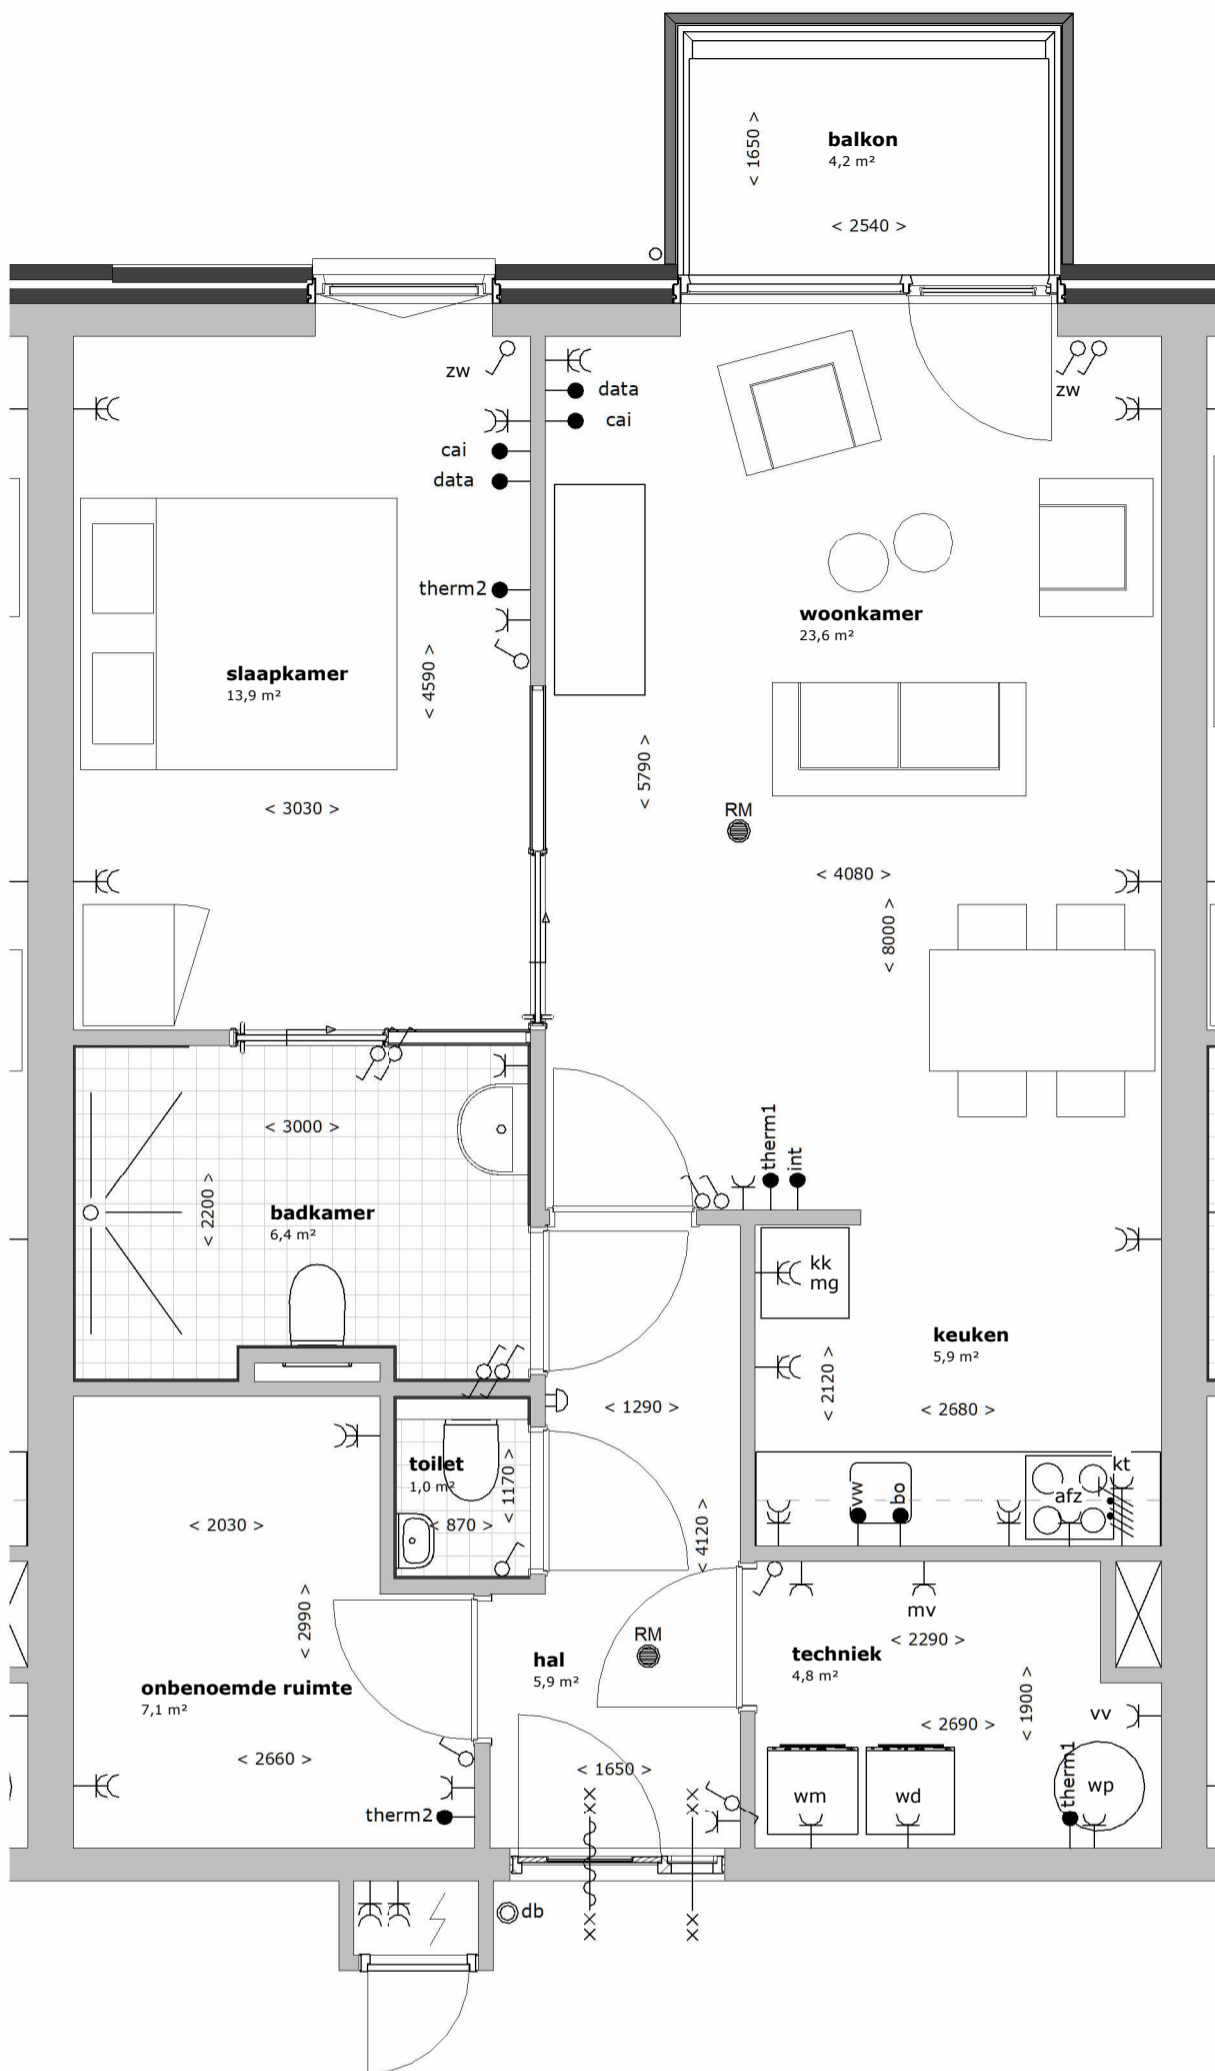 balkon
4,2 m²
< 1650 >
< 2540 >
zw
data
cai
zw
cai
data
therm2
slaapkamer
13,9 m²
< 4590 >
< 3030 >
woonkamer
23,6 m²
< 5790 >
RM
< 4080 >
< 8000 >
< 3000 >
< 2200 >
badkamer
6,4 m²
therm1
int
kk
mg
keuken
5,9 m²
< 2120 >
< 2680 >
< 1290 >
toilet
1,0 m²
< 1170 >
< 870 >
vw
bo
afz
kt
< 2030 >
< 4120 >
< 2990 >
mv
< 2290 >
RM
hal
5,9 m²
techniek
4,8 m²
onbenoemde ruimte
7,1 m²
< 1900 >
vv
< 2690 >
< 2660 >
< 1650 >
therm2
wm
wd
therm1
wp
db